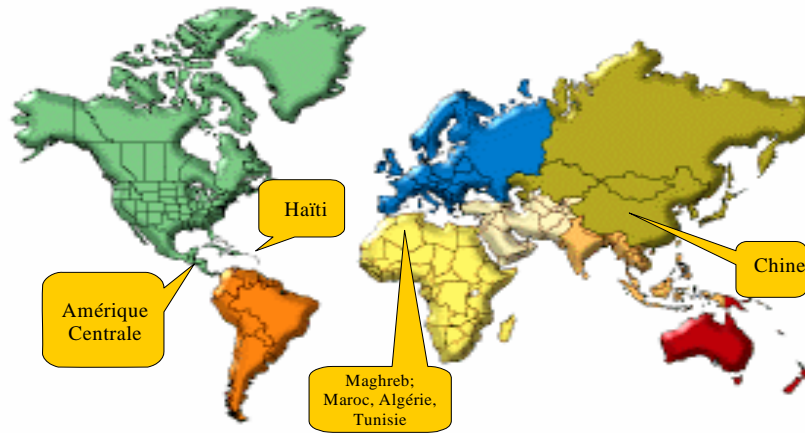 Haïti
Chine
Amérique
Centrale
Maghreb;
Maroc, Algérie,
Tunisie